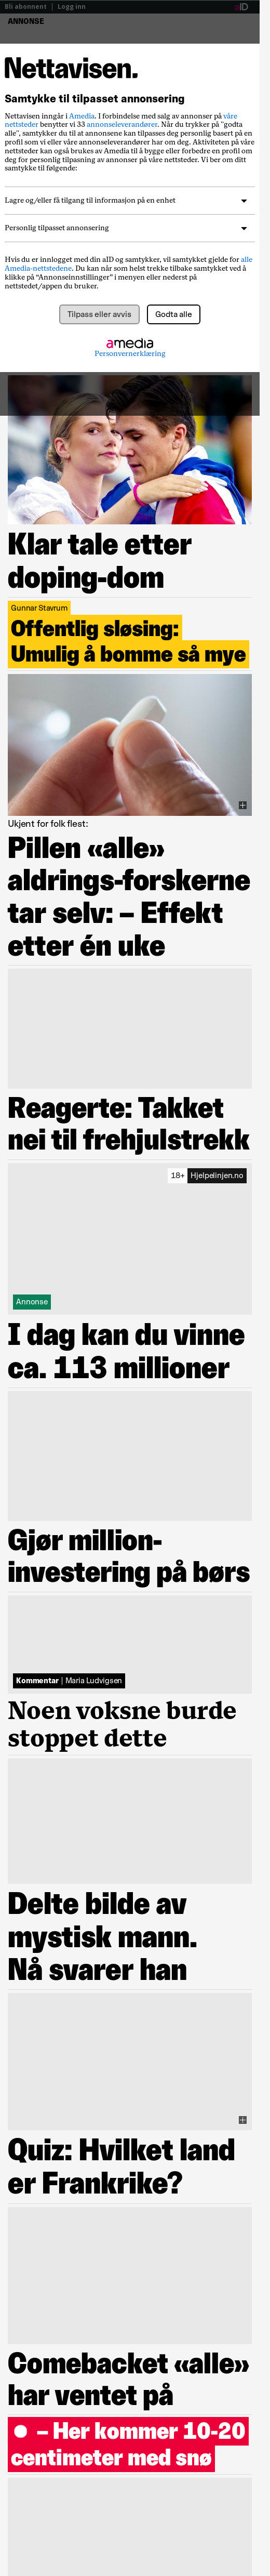 Bli abonnent | Logg inn
aID
ANNONSE
Nettavisen.
Samtykke til tilpasset annonsering
Nettavisen inngår i Amedia. I forbindelse med salg av annonser på våre
nettsteder benytter vi 33 annonseleverandører. Når du trykker på "godta
alle", samtykker du til at annonser kan tilpasses deg personlig basert på en
profil som vi eller våre annonseleverandører har om deg. Aktiviteten på våre
nettsteder kan også brukes av Amedia til å bygge eller forbedre en profil om
deg for personlig tilpasning av annonser på våre nettsteder. Vi ber om ditt
samtykke til følgende:
Lagre og/eller få tilgang til informasjon på en enhet
Personlig tilpasset annonsering
Hvis du er innlogget med din aID og samtykker, vil samtykket gjelde for alle
Amedia-nettstedene. Du kan når som helst trekke tilbake samtykket ved å
klikke på “Annonseinnstillinger” i menyen eller nederst på
nettstedet/appen du bruker.
Tilpass eller avvis
Godta alle
amedia
Personvernerklæring
Klar tale etter
doping-dom
Gunnar Stavrum
Offentlig sløsing:
Umulig å bomme så mye
Ukjent for folk flest:
Pillen «alle»
aldrings-forskerne
tar selv: – Effekt
etter én uke
Reagerte: Takket
nei til frehjulstrekk
18+ Hjelpelinjen.no
Annonse
I dag kan du vinne
ca. 113 millioner
Gjør million-
investering på børs
Kommentar | Maria Ludvigsen
Noen voksne burde
stoppet dette
Delte bilde av
mystisk mann.
Nå svarer han
Quiz: Hvilket land
er Frankrike?
Comebacket «alle»
har ventet på
– Her kommer 10-20
centimeter med snø